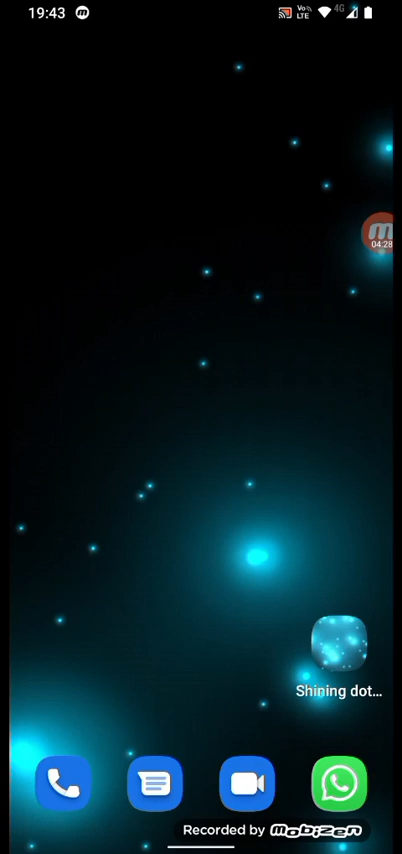 19:43
Vo
LTE
4G
04:28
Shining dot...
Recorded by Mobizen